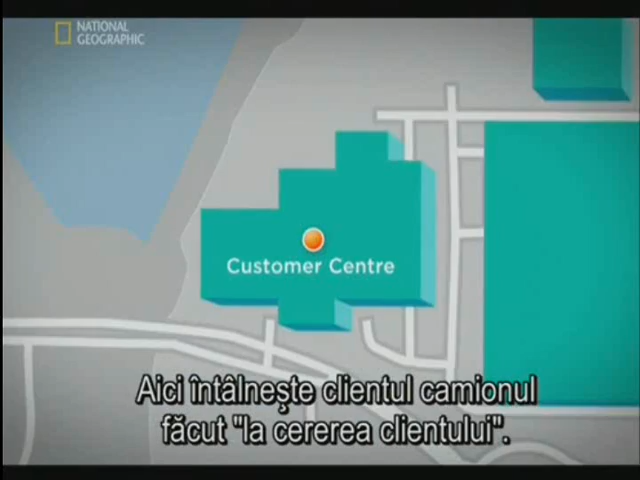 NATIONAL
GEOGRAPHIC
Customer Centre
Aici întâlneşte clientul camionul
făcut "la cererea clientului".